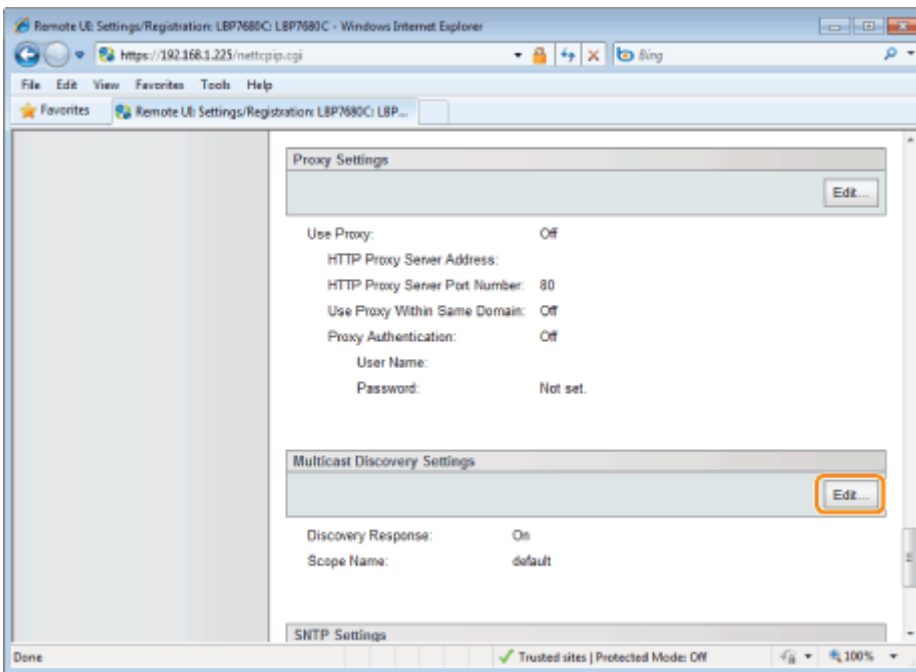 Remote UI: Settings/Registration: LBP7680C: LBP7680C - Windows Internet Explorer
https://192.168.1.225/nettcpip.cgi
Bing
File Edit View Favorites Tools Help
Favorites Remote UI: Settings/Registration: LBP7680C: LBP...
Proxy Settings
Edit...
Use Proxy: Off
HTTP Proxy Server Address:
HTTP Proxy Server Port Number: 80
Use Proxy Within Same Domain: Off
Proxy Authentication: Off
User Name:
Password: Not set.
Multicast Discovery Settings
Edit...
Discovery Response: On
Scope Name: default
SNTP Settings
Done Trusted sites | Protected Mode: Off 100%